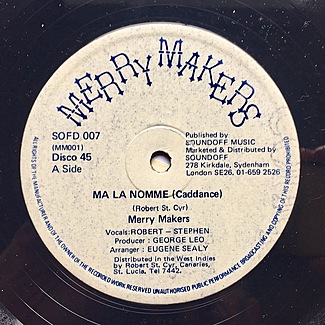 MERRY MAKERS
SOFD 007
(MM001)
Disco 45
A Side
Published by
SOUNDOFF MUSIC
Marketed & Distributed by
SOUNDOFF
278 Kirkdale, Sydenham
London SE26, 01-659 2526
MA LA NOMME (Caddance)
(Robert St. Cyr)
Merry Makers
Vocals: ROBERT – STEPHEN
Producer : GEORGE LEO
Arranger : EUGENE SEALY
Distributed in the West Indies
by Robert St. Cyr, Canaries,
St. Lucia, Tel 7442.
ALL RIGHTS OF THE MANUFACTURER AND OF THE OWNER OF THE RECORDED WORK RESERVED UNAUTHORISED PUBLIC PERFORMANCE BROADCASTING AND COPYING OF THIS RECORD PROHIBITED